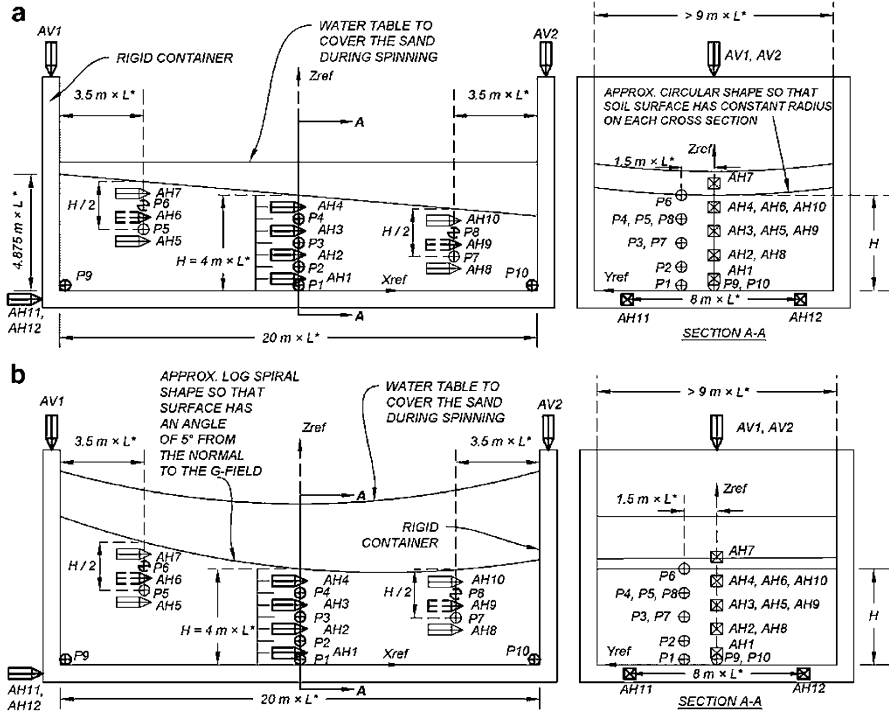 a
AV1
RIGID CONTAINER
WATER TABLE TO
COVER THE SAND
DURING SPINNING
AV2
Zref
3.5 m × L*
3.5 m × L*
A
AH7
P6
AH6
P5
AH5
H / 2
4.875 m × L*
H = 4 m × L*
AH4
P4
AH3
P3
AH2
P2
AH1
P1
Xref
H / 2
AH10
P8
AH9
P7
AH8
P9
P10
A
AH11,
AH12
20 m × L*
> 9 m × L*
AV1, AV2
APPROX. CIRCULAR SHAPE SO THAT
SOIL SURFACE HAS CONSTANT RADIUS
ON EACH CROSS SECTION
Zref
1.5 m × L*
AH7
P6
P4, P5, P8
AH4, AH6, AH10
P3, P7
AH3, AH5, AH9
P2
AH2, AH8
AH1
P1
P9, P10
Yref
H
8 m × L*
AH11
AH12
SECTION A-A
b
AV1
APPROX. LOG SPIRAL
SHAPE SO THAT
SURFACE HAS
AN ANGLE
OF 5° FROM
THE NORMAL
TO THE G-FIELD
WATER TABLE TO
COVER THE SAND
DURING SPINNING
AV2
Zref
3.5 m × L*
3.5 m × L*
A
RIGID
CONTAINER
AH7
P6
AH6
P5
AH5
H / 2
H = 4 m × L*
AH4
P4
AH3
P3
AH2
P2
AH1
P1
Xref
H / 2
AH10
P8
AH9
P7
AH8
P9
P10
A
AH11,
AH12
20 m × L*
> 9 m × L*
AV1, AV2
1.5 m × L*
Zref
AH7
P6
P4, P5, P8
AH4, AH6, AH10
P3, P7
AH3, AH5, AH9
P2
AH2, AH8
AH1
P1
P9, P10
Yref
H
8 m × L*
AH11
AH12
SECTION A-A